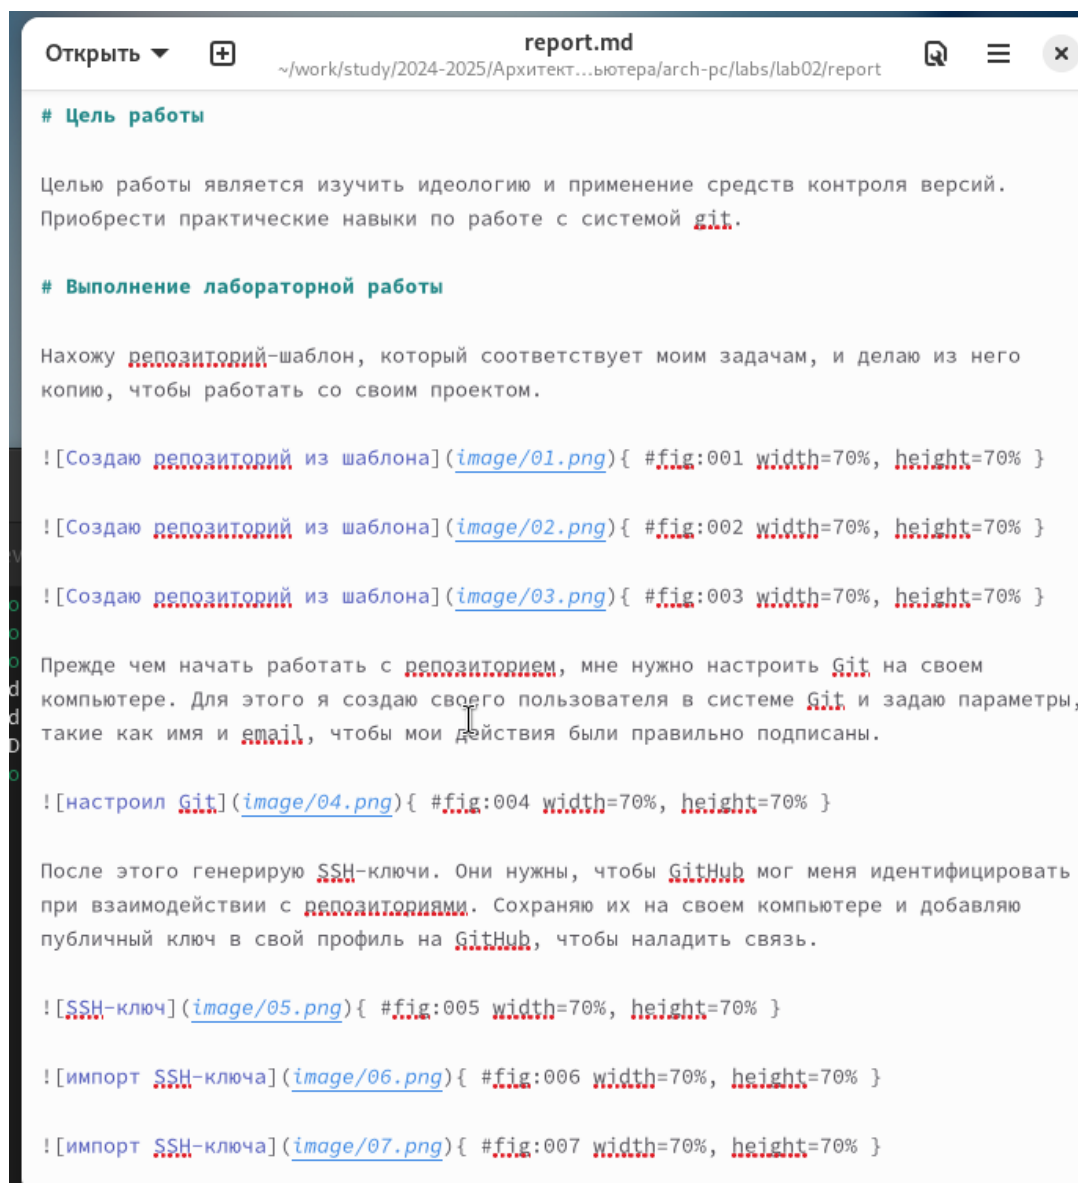 Открыть
report.md
~/work/study/2024-2025/Архитект…ьютера/arch-pc/labs/lab02/report
# Цель работы
Целью работы является изучить идеологию и применение средств контроля версий.
Приобрести практические навыки по работе с системой git.
# Выполнение лабораторной работы
Нахожу репозиторий-шаблон, который соответствует моим задачам, и делаю из него
копию, чтобы работать со своим проектом.
![Создаю репозиторий из шаблона](image/01.png){ #fig:001 width=70%, height=70% }
![Создаю репозиторий из шаблона](image/02.png){ #fig:002 width=70%, height=70% }
![Создаю репозиторий из шаблона](image/03.png){ #fig:003 width=70%, height=70% }
Прежде чем начать работать с репозиторием, мне нужно настроить Git на своем
компьютере. Для этого я создаю своего пользователя в системе Git и задаю параметры,
такие как имя и email, чтобы мои действия были правильно подписаны.
![настроил Git](image/04.png){ #fig:004 width=70%, height=70% }
После этого генерирую SSH-ключи. Они нужны, чтобы GitHub мог меня идентифицировать
при взаимодействии с репозиториями. Сохраняю их на своем компьютере и добавляю
публичный ключ в свой профиль на GitHub, чтобы наладить связь.
![SSH-ключ](image/05.png){ #fig:005 width=70%, height=70% }
![импорт SSH-ключа](image/06.png){ #fig:006 width=70%, height=70% }
![импорт SSH-ключа](image/07.png){ #fig:007 width=70%, height=70% }